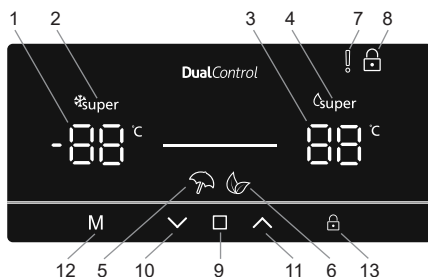 1 2 3 4 7 8
DualControl
super super
-88 °C 88 °C
M
12 5 10 9 11 6 13